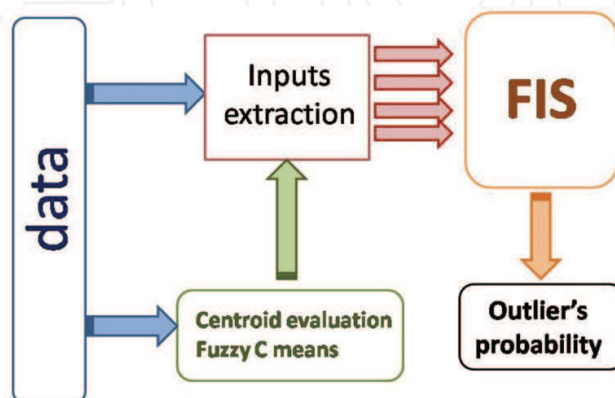 data
Inputs
extraction
FIS
Centroid evaluation
Fuzzy C means
Outlier's
probability